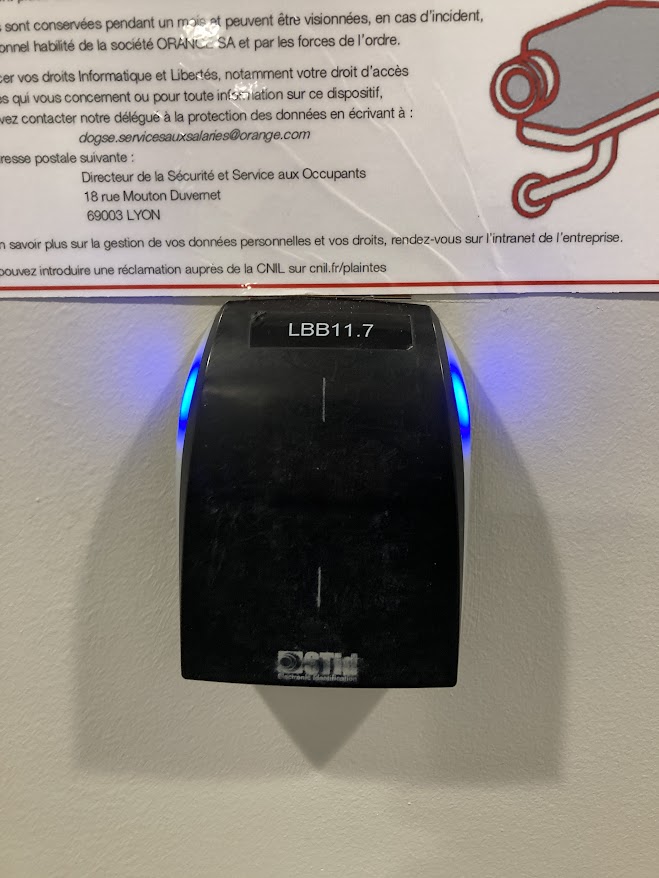 sont conservées pendant un mois et peuvent être visionnées, en cas d'incident,
onnel habilité de la société ORANGE SA et par les forces de l'ordre.
cer vos droits Informatique et Libertés, notamment votre droit d'accès
es qui vous concernent ou pour toute information sur ce dispositif,
vez contacter notre délégué à la protection des données en écrivant à :
dogse.servicesauxsalaries@orange.com
resse postale suivante :
Directeur de la Sécurité et Service aux Occupants
18 rue Mouton Duvernet
69003 LYON
n savoir plus sur la gestion de vos données personnelles et vos droits, rendez-vous sur l'intranet de l'entreprise.
pouvez introduire une réclamation auprès de la CNIL sur cnil.fr/plaintes
LBB11.7
STid
Electronic Identification